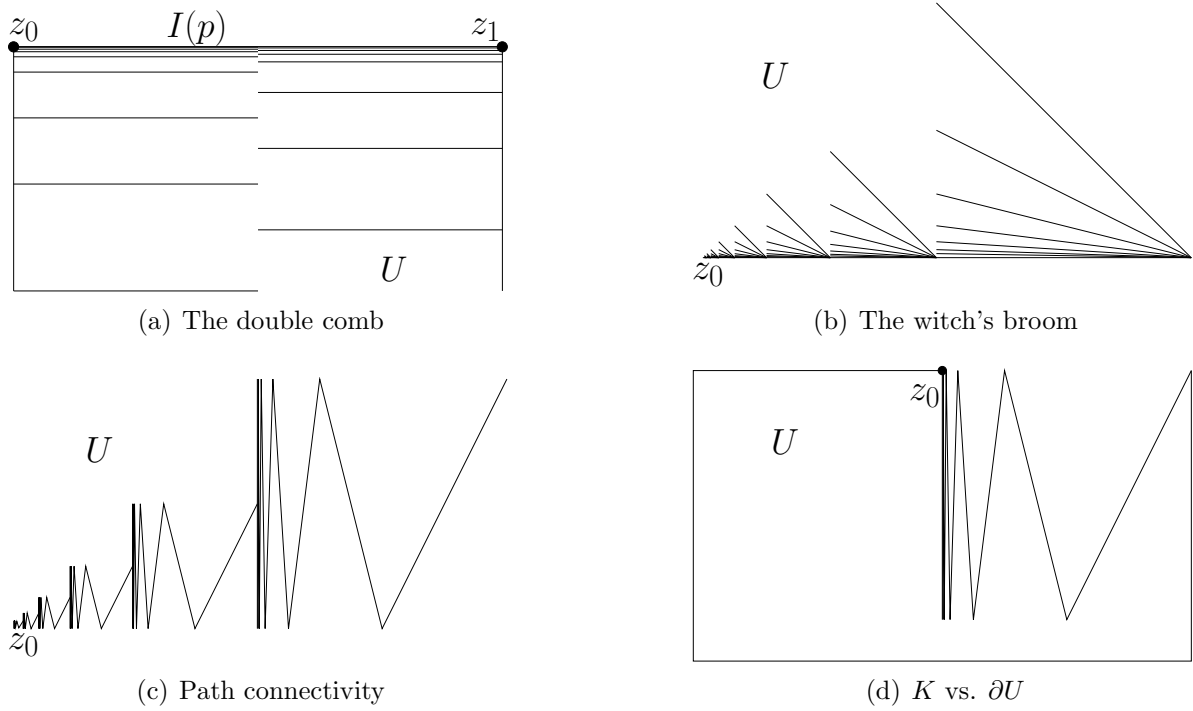 z₀ I(p) z₁
U
(a) The double comb
U
z₀
(b) The witch's broom
U
z₀
(c) Path connectivity
z₀
U
(d) K vs. ∂U